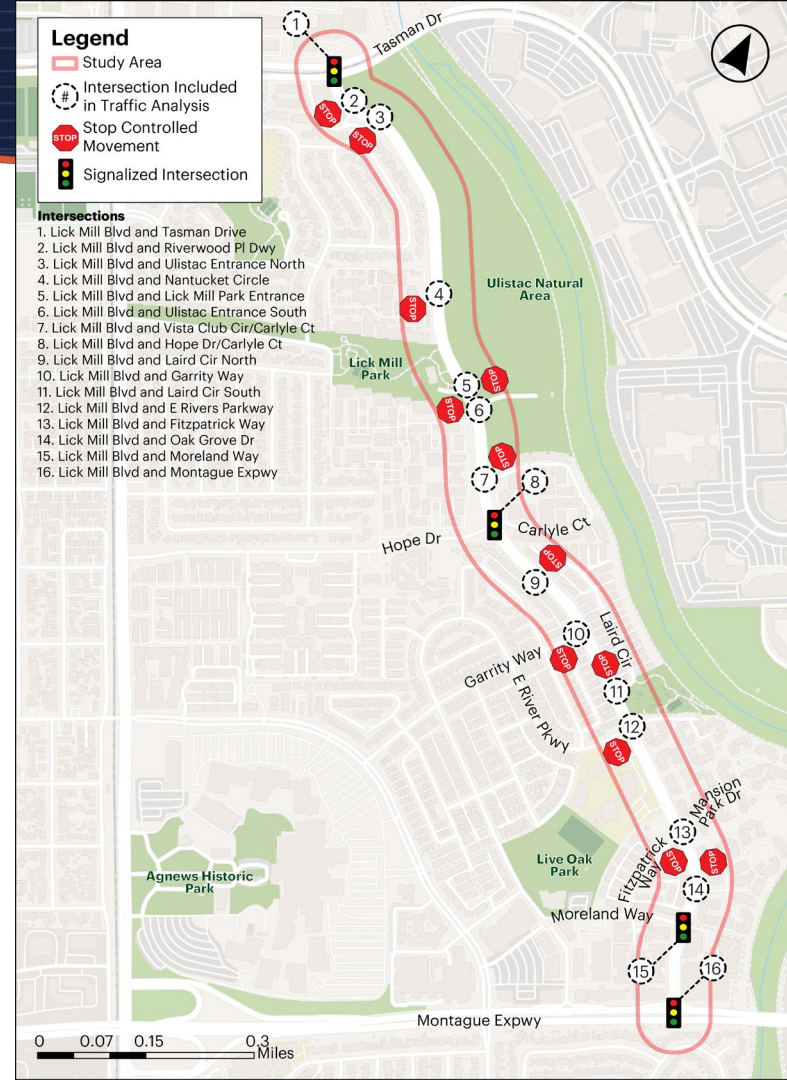 Legend
Study Area
# Intersection Included
in Traffic Analysis
STOP Stop Controlled
Movement
Signalized Intersection
Intersections
1. Lick Mill Blvd and Tasman Drive
2. Lick Mill Blvd and Riverwood Pl Dwy
3. Lick Mill Blvd and Ulistac Entrance North
4. Lick Mill Blvd and Nantucket Circle
5. Lick Mill Blvd and Lick Mill Park Entrance
6. Lick Mill Blvd and Ulistac Entrance South
7. Lick Mill Blvd and Vista Club Cir/Carlyle Ct
8. Lick Mill Blvd and Hope Dr/Carlyle Ct
9. Lick Mill Blvd and Laird Cir North
10. Lick Mill Blvd and Garrity Way
11. Lick Mill Blvd and Laird Cir South
12. Lick Mill Blvd and E Rivers Parkway
13. Lick Mill Blvd and Fitzpatrick Way
14. Lick Mill Blvd and Oak Grove Dr
15. Lick Mill Blvd and Moreland Way
16. Lick Mill Blvd and Montague Expwy
1
Tasman Dr
2
3
STOP
STOP
4
STOP
Ulistac Natural
Area
Lick Mill
Park
5
STOP
STOP
6
STOP
7
8
Carlyle Ct
Hope Dr
STOP
9
10
Laird Cir
Garrity Way
STOP
STOP
E River Pkwy
11
12
STOP
Mansion
Park Dr
13
Fitzpatrick
Way
STOP
STOP
Live Oak
Park
14
Agnews Historic
Park
Moreland Way
15
16
Montague Expwy
0 0.07 0.15 0.3
Miles